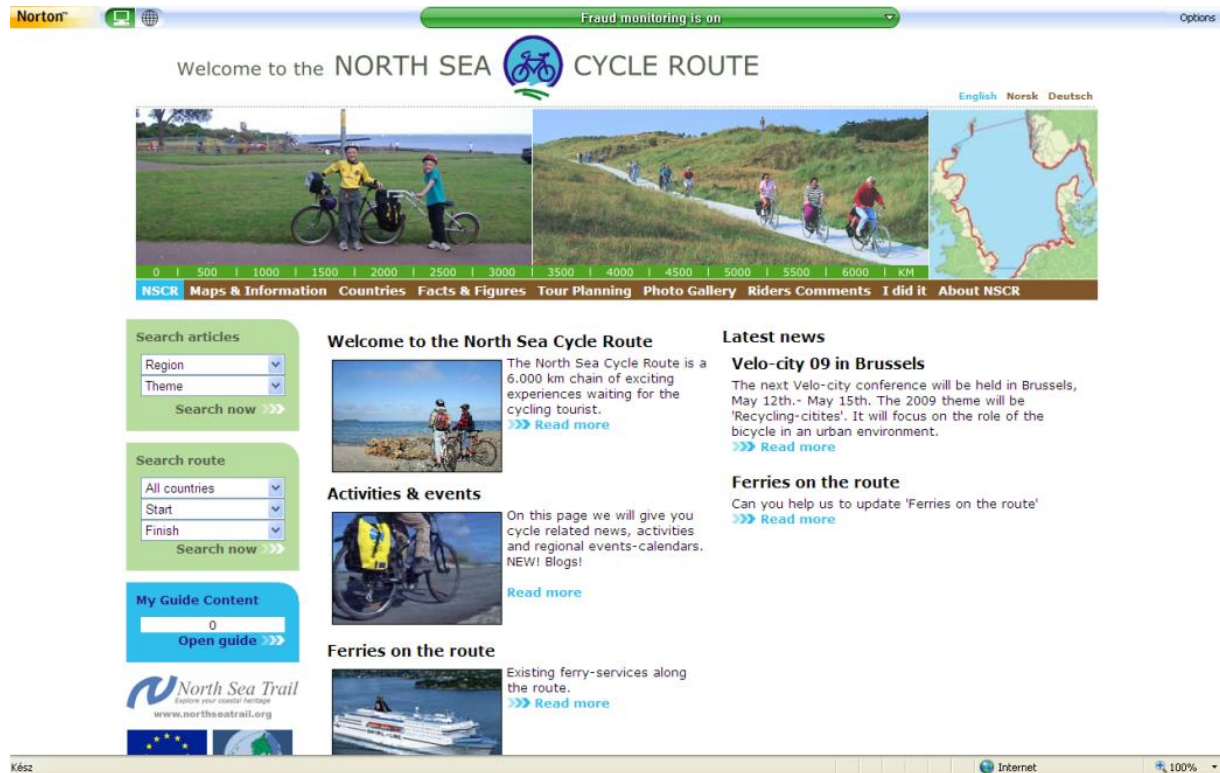 Norton™
Fraud monitoring is on
Options
Welcome to the NORTH SEA CYCLE ROUTE
English Norsk Deutsch
0 | 500 | 1000 | 1500 | 2000 | 2500 | 3000 | 3500 | 4000 | 4500 | 5000 | 5500 | 6000 | KM
NSCR Maps & Information Countries Facts & Figures Tour Planning Photo Gallery Riders Comments I did it About NSCR
Search articles
Region
Theme
Search now
Search route
All countries
Start
Finish
Search now
My Guide Content
0
Open guide
North Sea Trail
Explore your coastal heritage
www.northseatrail.org
Welcome to the North Sea Cycle Route
The North Sea Cycle Route is a
6.000 km chain of exciting
experiences waiting for the
cycling tourist.
Read more
Activities & events
On this page we will give you
cycle related news, activities
and regional events-calendars.
NEW! Blogs!
Read more
Ferries on the route
Existing ferry-services along
the route.
Read more
Latest news
Velo-city 09 in Brussels
The next Velo-city conference will be held in Brussels,
May 12th.- May 15th. The 2009 theme will be
'Recycling-citites'. It will focus on the role of the
bicycle in an urban environment.
Read more
Ferries on the route
Can you help us to update 'Ferries on the route'
Read more
Kész
Internet
100%